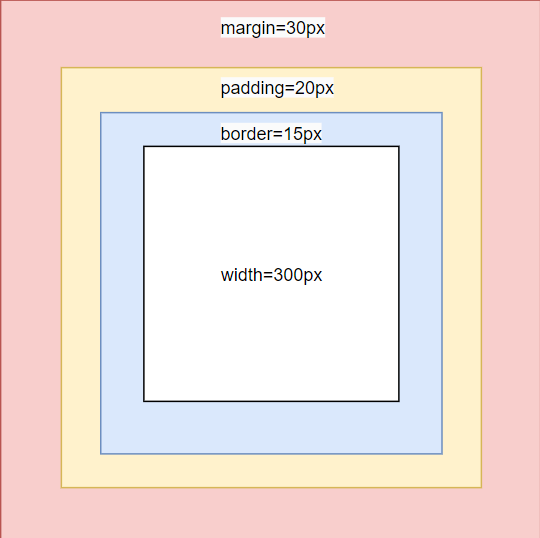 margin=30px
padding=20px
border=15px
width=300px